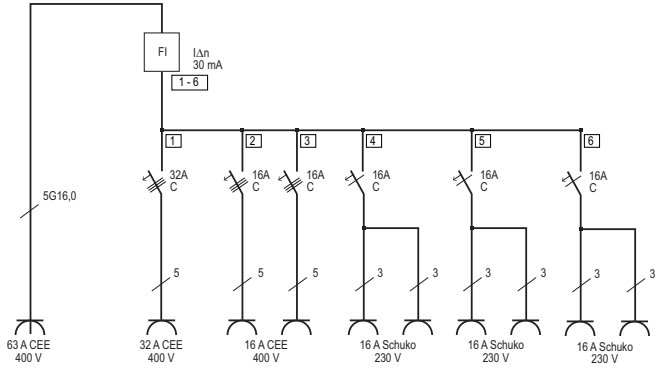 FI
IΔn
30 mA
1 - 6
1
2
3
4
5
6
32A
C
16A
C
16A
C
16A
C
16A
C
16A
C
5G16,0
5
5
5
3
3
3
3
3
3
63 A CEE
400 V
32 A CEE
400 V
16 A CEE
400 V
16 A Schuko
230 V
16 A Schuko
230 V
16 A Schuko
230 V